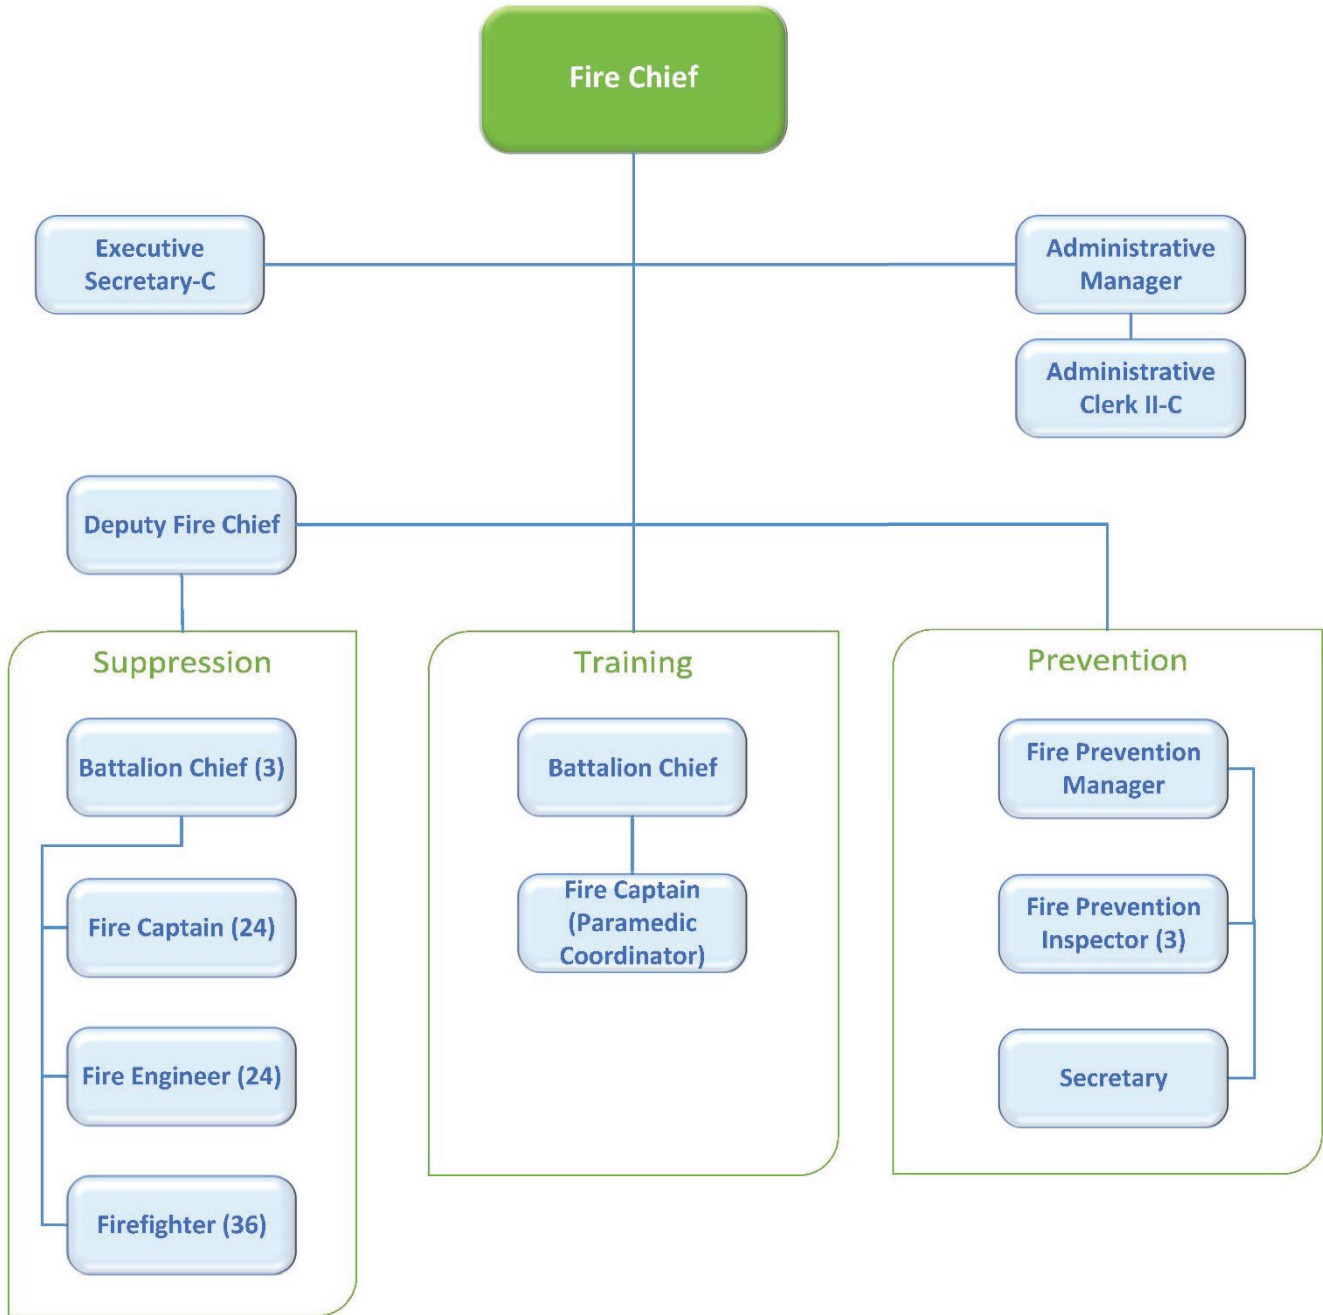 Fire Chief
Executive
Secretary-C
Administrative
Manager
Administrative
Clerk II-C
Deputy Fire Chief
Suppression
Battalion Chief (3)
Fire Captain (24)
Fire Engineer (24)
Firefighter (36)
Training
Battalion Chief
Fire Captain
(Paramedic
Coordinator)
Prevention
Fire Prevention
Manager
Fire Prevention
Inspector (3)
Secretary